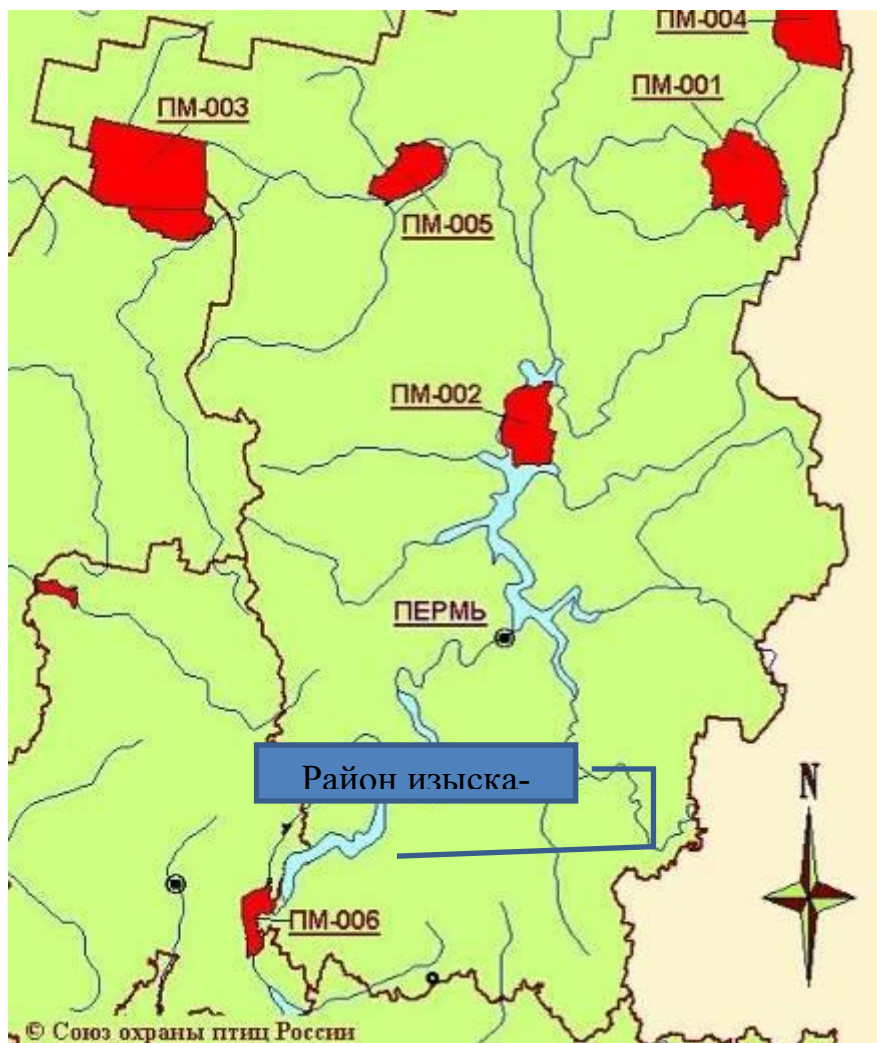 ПМ-004
ПМ-001
ПМ-003
ПМ-005
ПМ-002
ПЕРМЬ
Район изыска-
N
ПМ-006
© Союз охраны птиц России